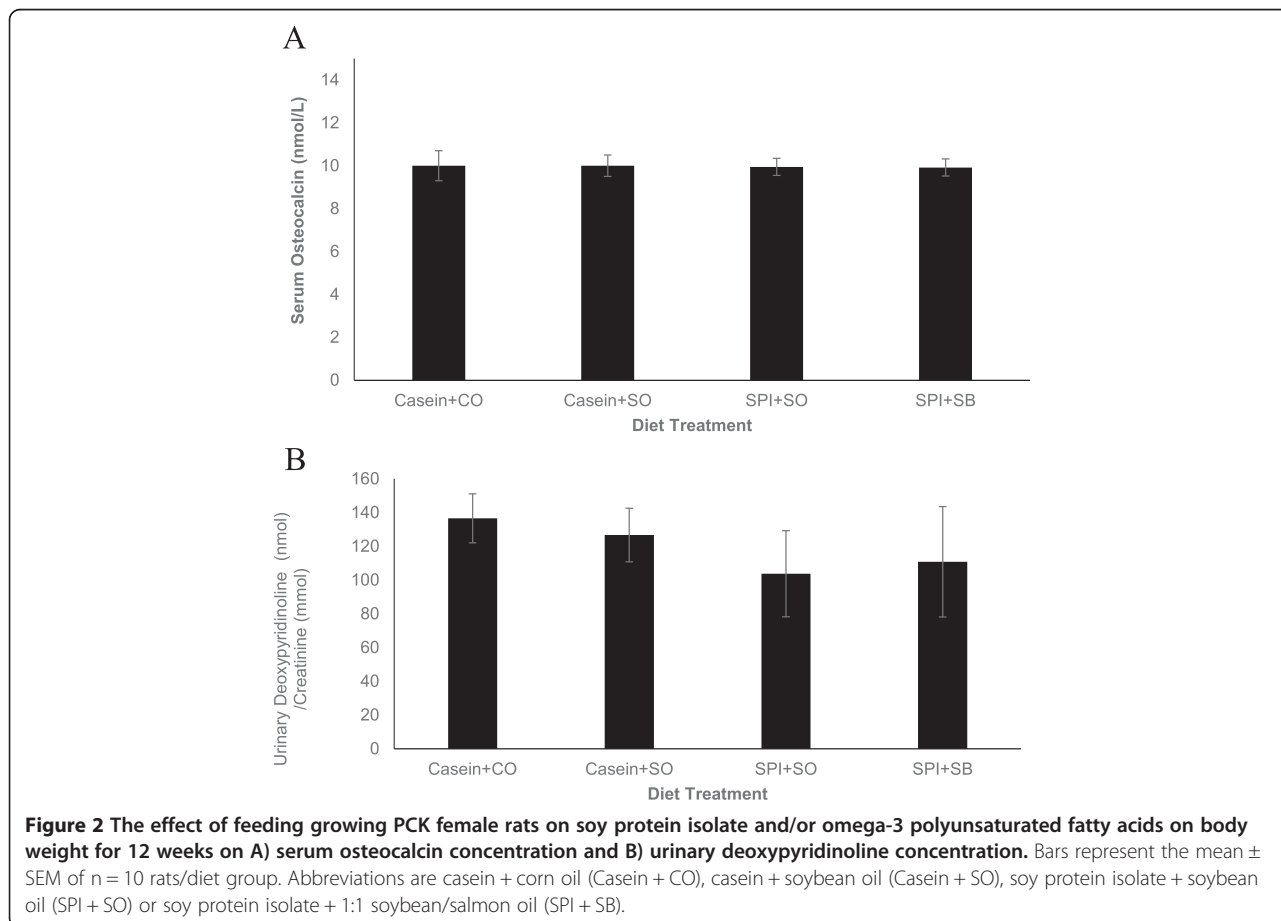 A
14
12
10
8
6
4
2
0
Serum Osteocalcin (nmol/L)
Casein+CO Casein+SO SPI+SO SPI+SB
Diet Treatment
B
160
140
120
100
80
60
40
20
0
Urinary Deoxypyridinoline (nmol)
/Creatinine (mmol)
Casein+CO Casein+SO SPI+SO SPI+SB
Diet Treatment
Figure 2 The effect of feeding growing PCK female rats on soy protein isolate and/or omega-3 polyunsaturated fatty acids on body
weight for 12 weeks on A) serum osteocalcin concentration and B) urinary deoxypyridinoline concentration. Bars represent the mean ±
SEM of n = 10 rats/diet group. Abbreviations are casein + corn oil (Casein + CO), casein + soybean oil (Casein + SO), soy protein isolate + soybean
oil (SPI + SO) or soy protein isolate + 1:1 soybean/salmon oil (SPI + SB).